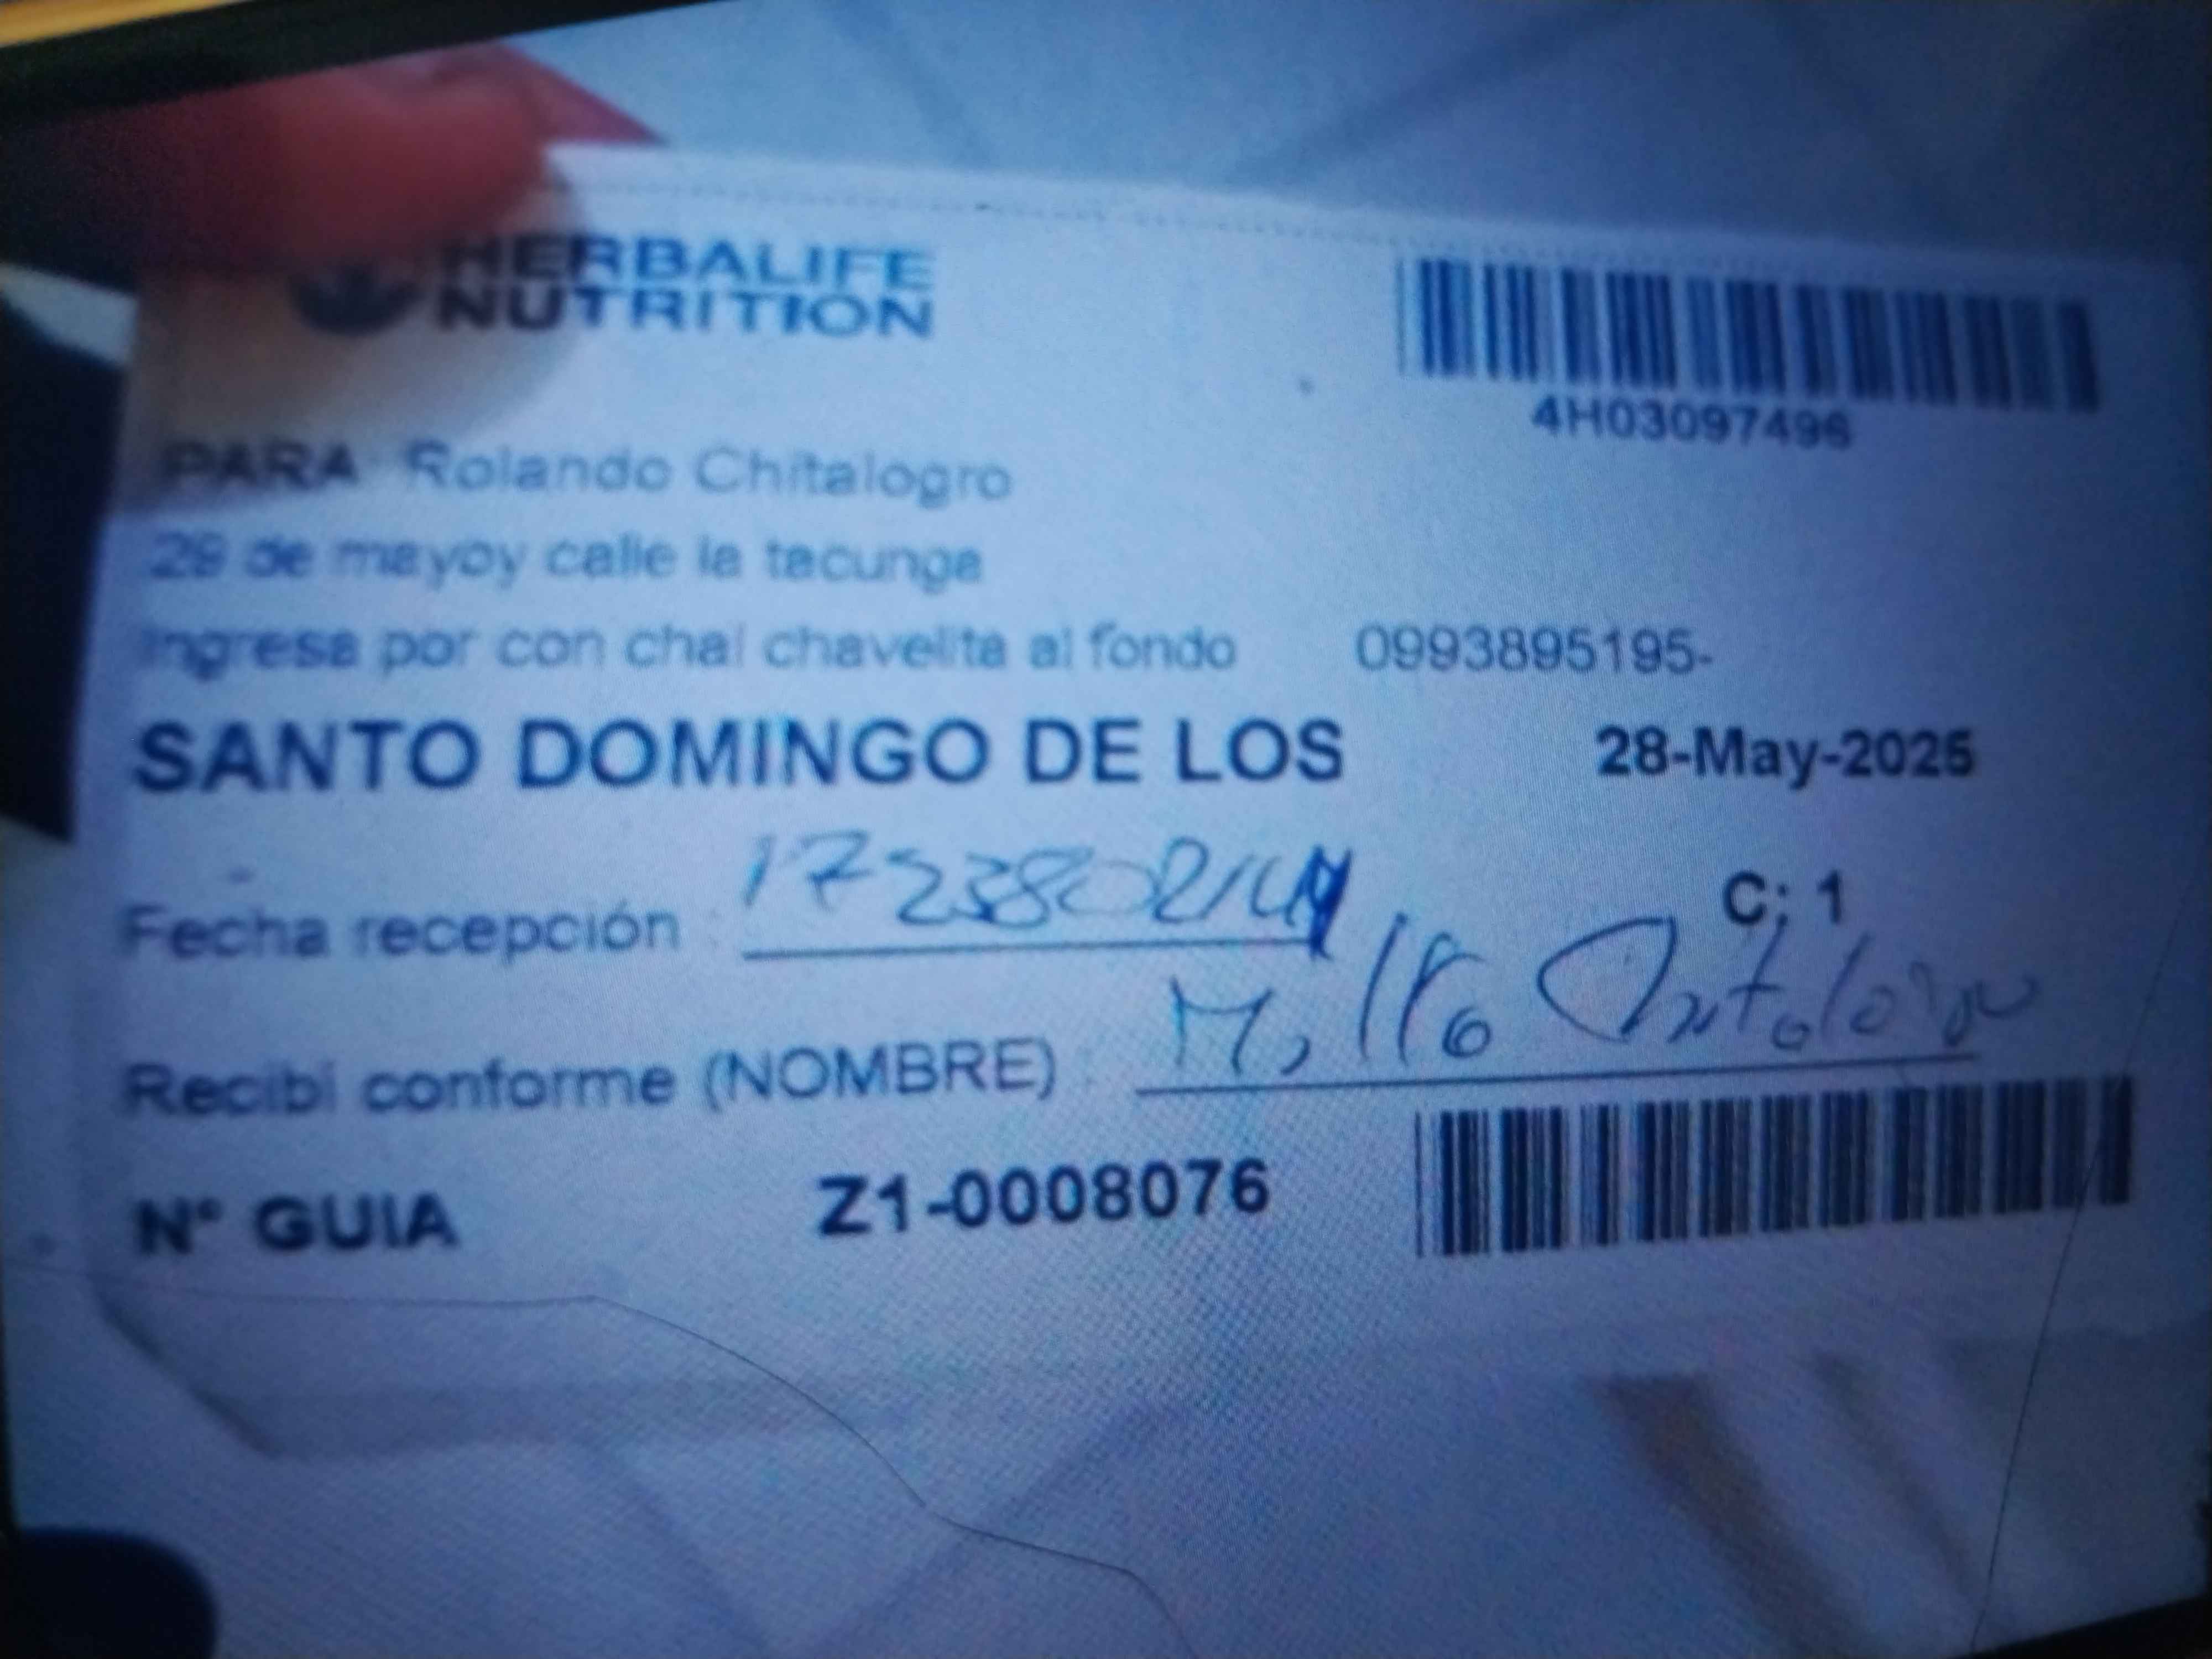 HERBALIFE
NUTRITION
4H03097496
PARA Rolando Chitalogro
29 de mayoy calle la tacunga
Ingresa por con chal chavelita al fondo 0993895195-
SANTO DOMINGO DE LOS 28-May-2025
C: 1
Fecha recepción :
Recibí conforme (NOMBRE) :
N° GUIA Z1-0008076